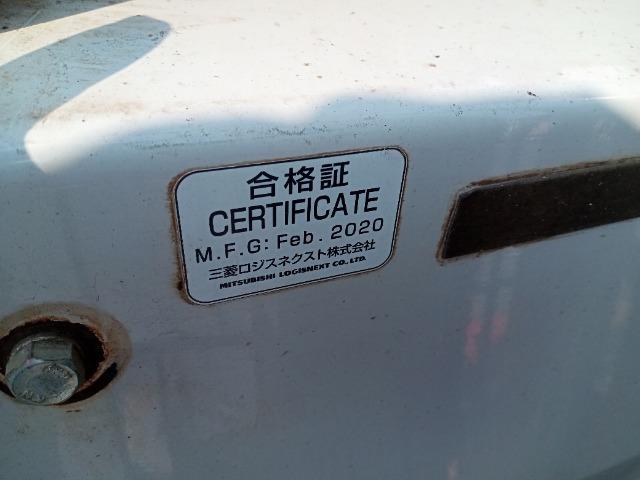 合格証
CERTIFICATE
M.F.G: Feb. 2020
三菱ロジスネクスト株式会社
MITSUBISHI LOGISNEXT CO., LTD.